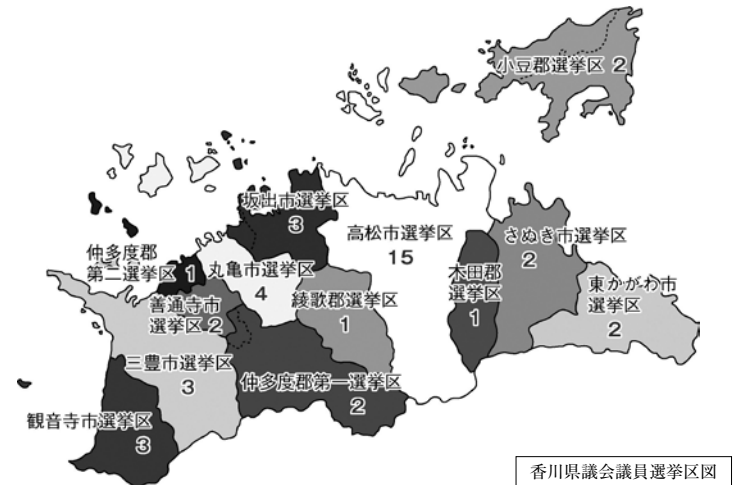 小豆郡選挙区 2
坂出市選挙区
3
高松市選挙区
15
さぬき市選挙区
2
仲多度郡
第二選挙区 1
丸亀市選挙区
4
木田郡
選挙区
1
東かがわ市
選挙区
2
善通寺市
選挙区 2
綾歌郡選挙区
1
三豊市選挙区
3
仲多度郡第一選挙区
2
観音寺市選挙区
3
香川県議会議員選挙区図